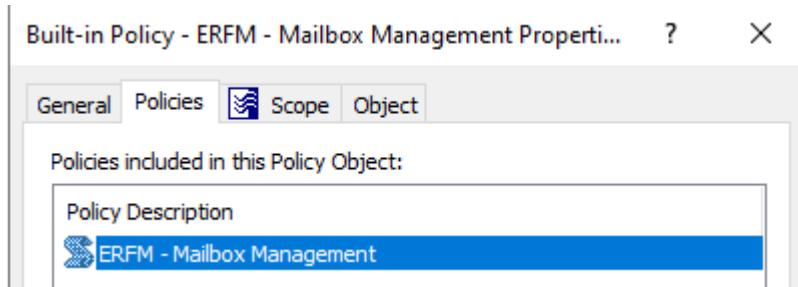 Built-in Policy - ERFM - Mailbox Management Properti... ? ×
General Policies Scope Object
Policies included in this Policy Object:
Policy Description
ERFM - Mailbox Management